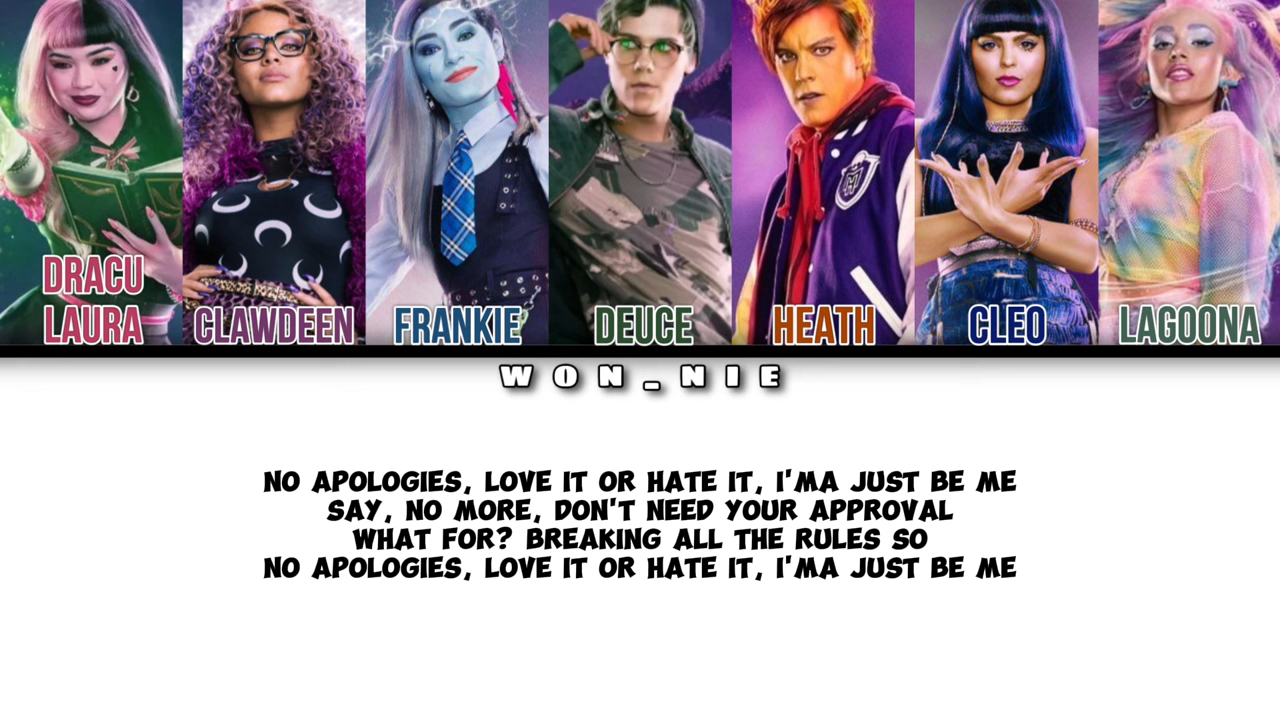 DRACU
LAURA
CLAWDEEN
FRANKIE
DEUCE
HEATH
CLEO
LAGOONA
WON_NIE
NO APOLOGIES, LOVE IT OR HATE IT, I'MA JUST BE ME
SAY, NO MORE, DON'T NEED YOUR APPROVAL
WHAT FOR? BREAKING ALL THE RULES SO
NO APOLOGIES, LOVE IT OR HATE IT, I'MA JUST BE ME